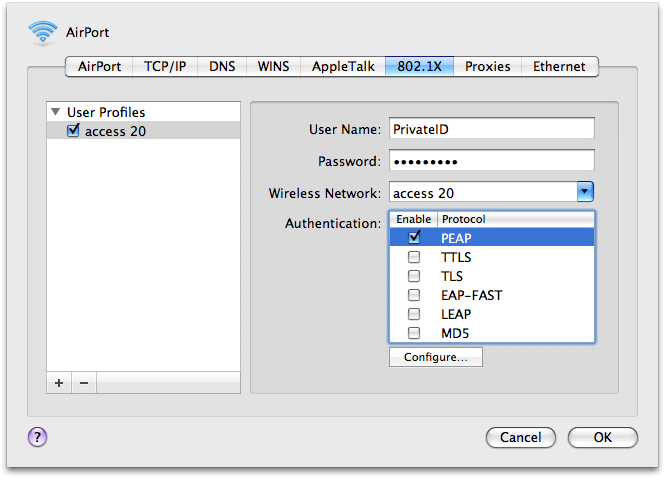 AirPort
AirPort TCP/IP DNS WINS AppleTalk 802.1X Proxies Ethernet
User Profiles
access 20
User Name: PrivateID
Password: •••••••••
Wireless Network: access 20
Authentication:
Enable Protocol
PEAP
TTLS
TLS
EAP-FAST
LEAP
MD5
Configure...
+ −
? Cancel OK